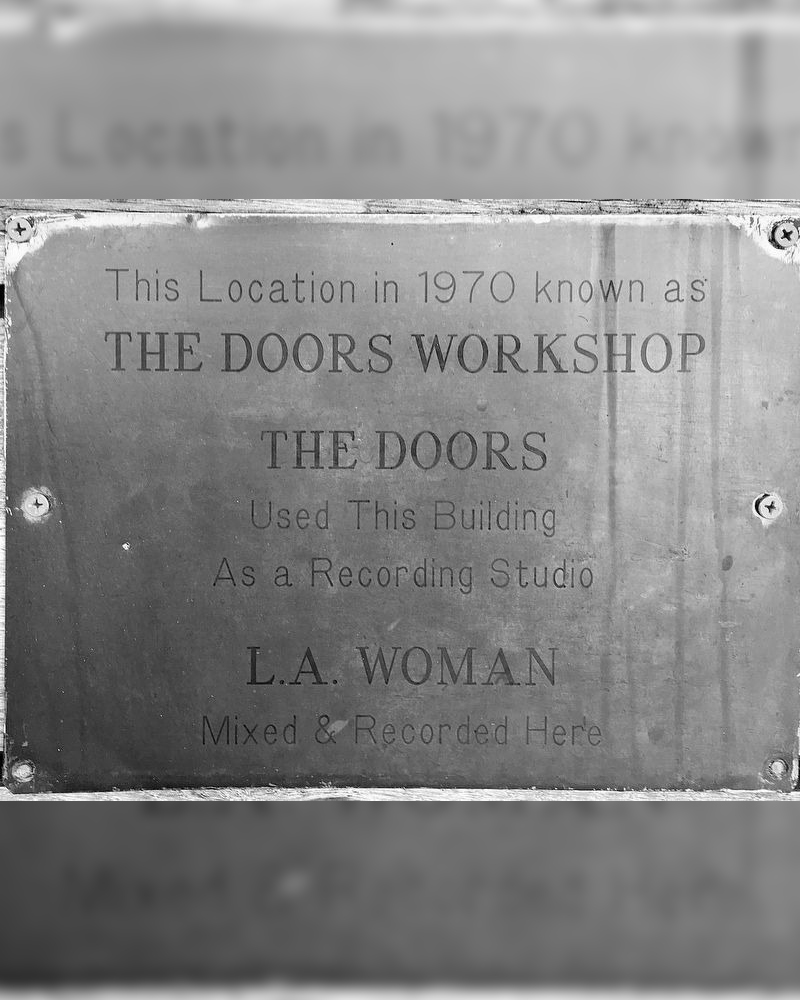 This Location in 1970 known as
THE DOORS WORKSHOP
THE DOORS
Used This Building
As a Recording Studio
L.A. WOMAN
Mixed & Recorded Here